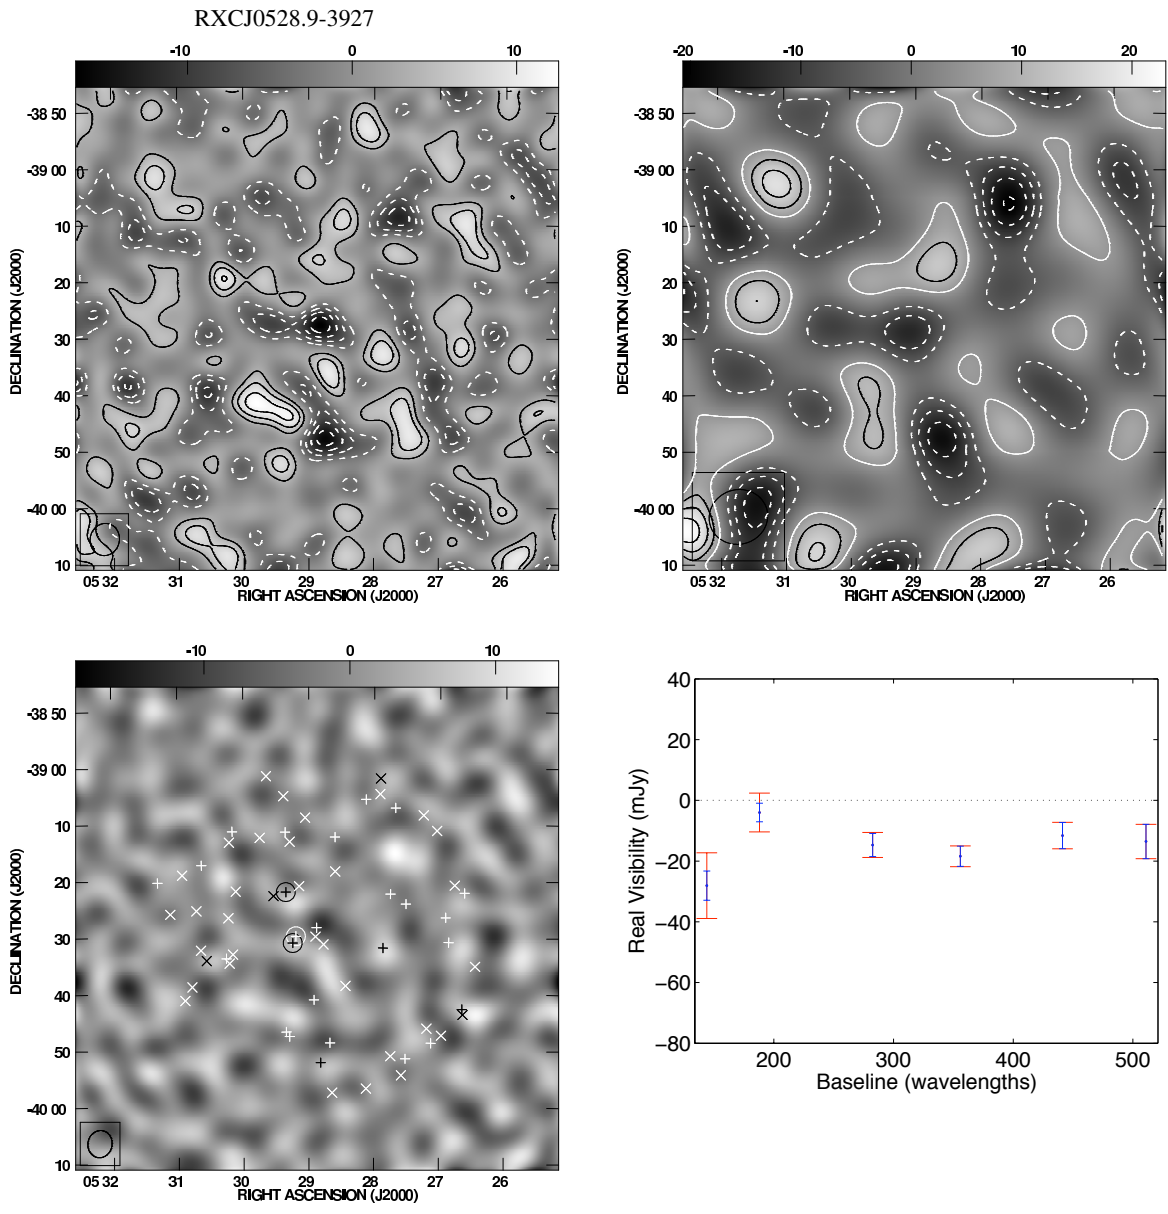 RXCJ0528.9-3927
-10 0 10
-20 -10 0 10 20
DECLINATION (J2000)
-38 50
-39 00
10
20
30
40
50
-40 00
10
05 32 31 30 29 28 27 26
RIGHT ASCENSION (J2000)
DECLINATION (J2000)
-38 50
-39 00
10
20
30
40
50
-40 00
10
05 32 31 30 29 28 27 26
RIGHT ASCENSION (J2000)
-10 0 10
DECLINATION (J2000)
-38 50
-39 00
10
20
30
40
50
-40 00
10
05 32 31 30 29 28 27 26
RIGHT ASCENSION (J2000)
Real Visibility (mJy)
40
20
0
−20
−40
−60
−80
200 300 400 500
Baseline (wavelengths)